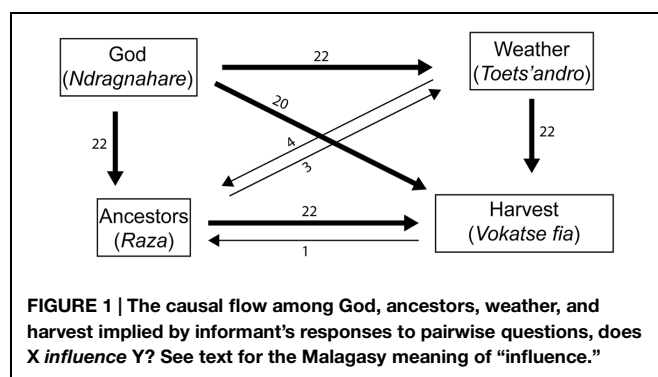 God
(Ndragnahare)
22
Weather
(Toets'andro)
20
22
4
3
22
Ancestors
(Raza)
22
1
Harvest
(Vokatse fia)
FIGURE 1 | The causal flow among God, ancestors, weather, and
harvest implied by informant's responses to pairwise questions, does
X influence Y? See text for the Malagasy meaning of "influence."